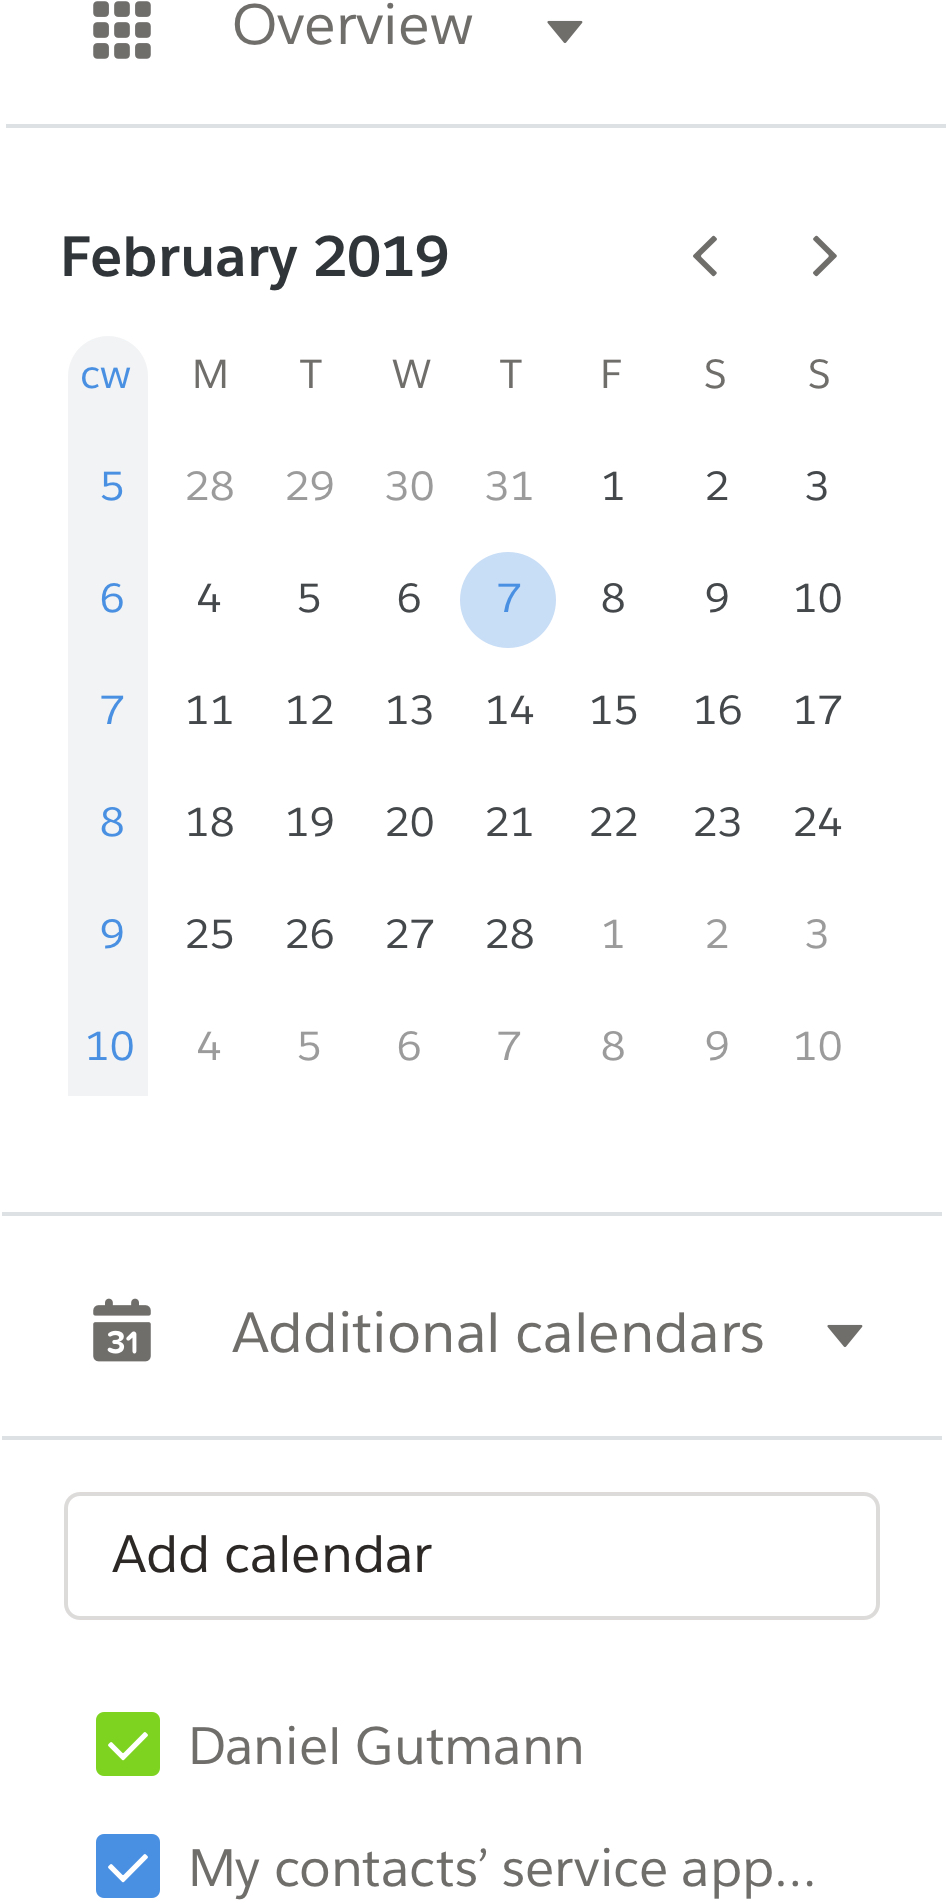 Overview
February 2019
cw M T W T F S S
5 28 29 30 31 1 2 3
6 4 5 6 7 8 9 10
7 11 12 13 14 15 16 17
8 18 19 20 21 22 23 24
9 25 26 27 28 1 2 3
10 4 5 6 7 8 9 10
31 Additional calendars
Add calendar
Daniel Gutmann
My contacts’ service app...